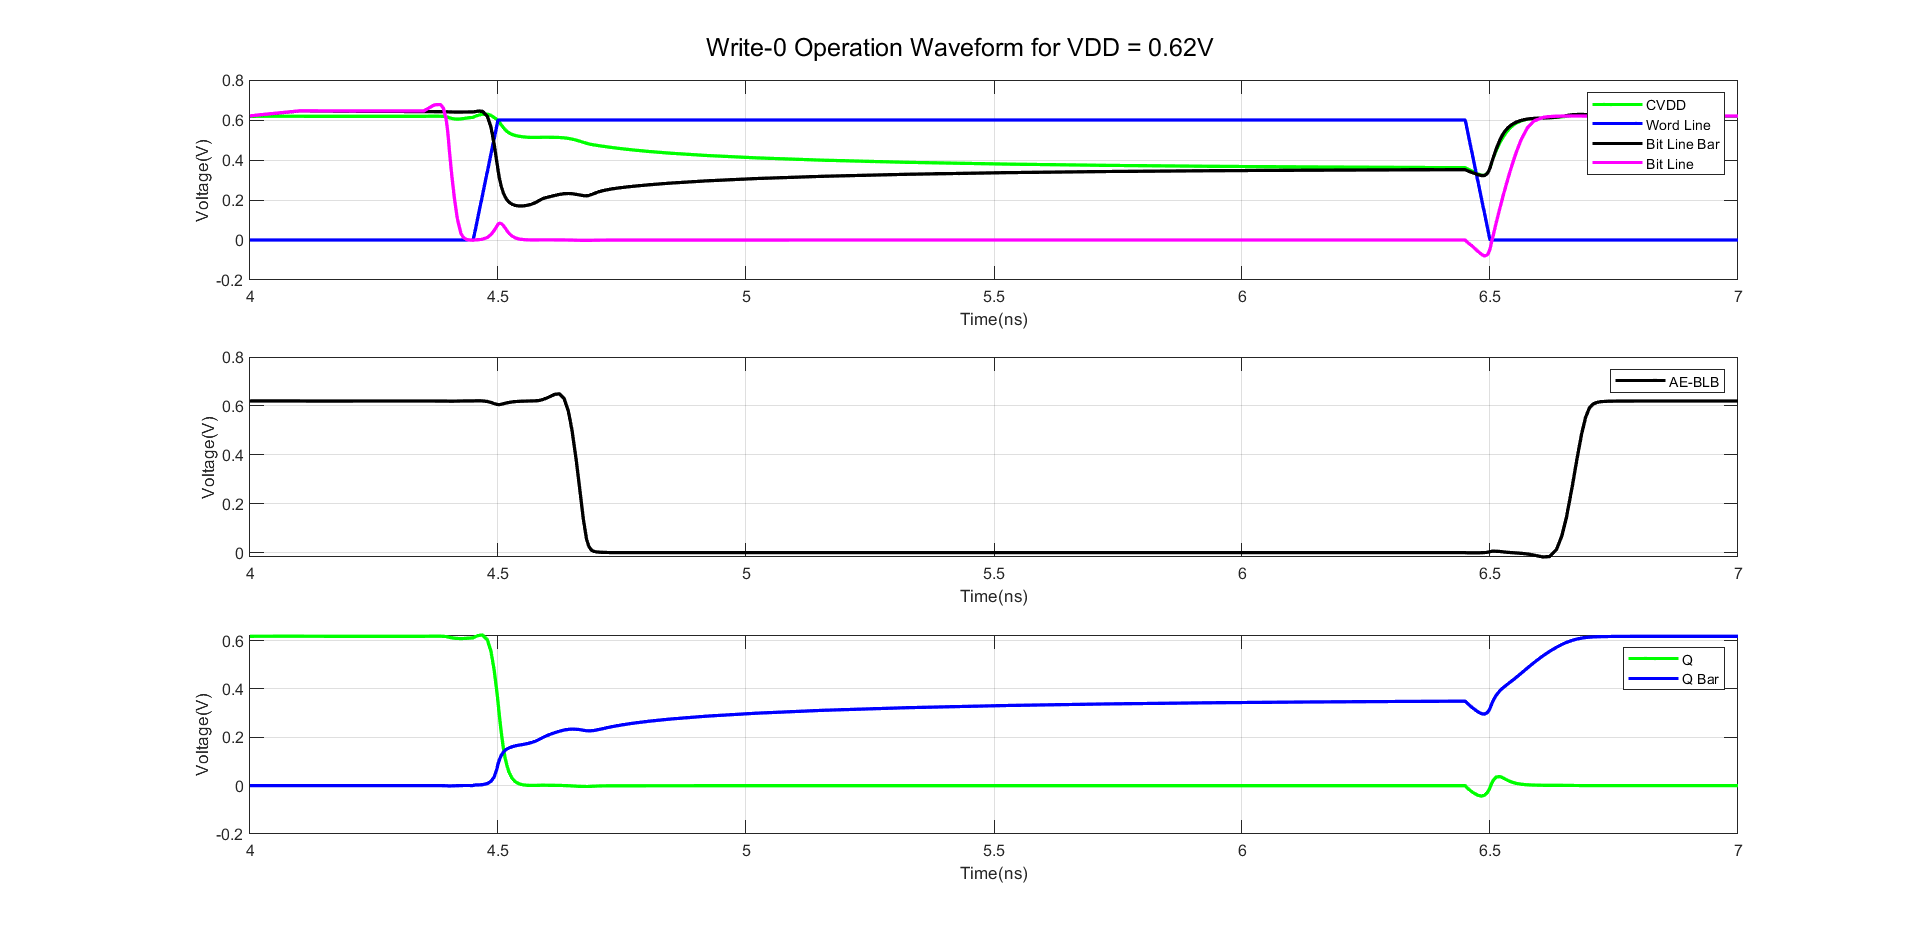 Write-0 Operation Waveform for VDD = 0.62V
0.8
0.6
0.4
0.2
0
-0.2
Voltage(V)
4 4.5 5 5.5 6 6.5 7
Time(ns)
CVDD
Word Line
Bit Line Bar
Bit Line
0.8
0.6
0.4
0.2
0
Voltage(V)
4 4.5 5 5.5 6 6.5 7
Time(ns)
AE-BLB
0.6
0.4
0.2
0
-0.2
Voltage(V)
4 4.5 5 5.5 6 6.5 7
Time(ns)
Q
Q Bar